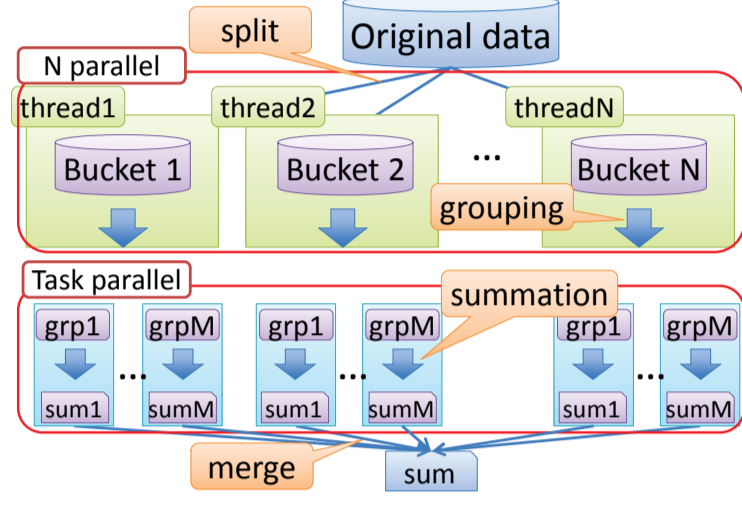 Original data
split
N parallel
thread1
thread2
threadN
Bucket 1
Bucket 2
...
Bucket N
grouping
Task parallel
summation
grp1
grpM
grp1
grpM
grp1
grpM
...
...
...
sum1
sumM
sum1
sumM
sum1
sumM
merge
sum